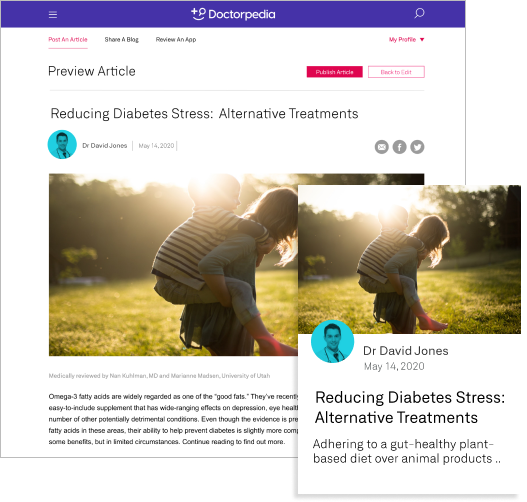 Doctorpedia
Post An Article
Share A Blog
Review An App
My Profile
Preview Article
Publish Article
Back to Edit
Reducing Diabetes Stress: Alternative Treatments
Dr David Jones
May 14, 2020
Medically reviewed by Nan Kuhlman, MD and Marianne Madsen, University of Utah
Omega-3 fatty acids are widely regarded as one of the “good fats.” They've recently
easy-to-include supplement that has wide-ranging effects on depression, eye healt
number of other potentially detrimental conditions. Even though the evidence is pre
fatty acids in these areas, their ability to help prevent diabetes is slightly more comp
some benefits, but in limited circumstances. Continue reading to find out more.
Dr David Jones
May 14, 2020
Reducing Diabetes Stress:
Alternative Treatments
Adhering to a gut-healthy plant-
based diet over animal products ..